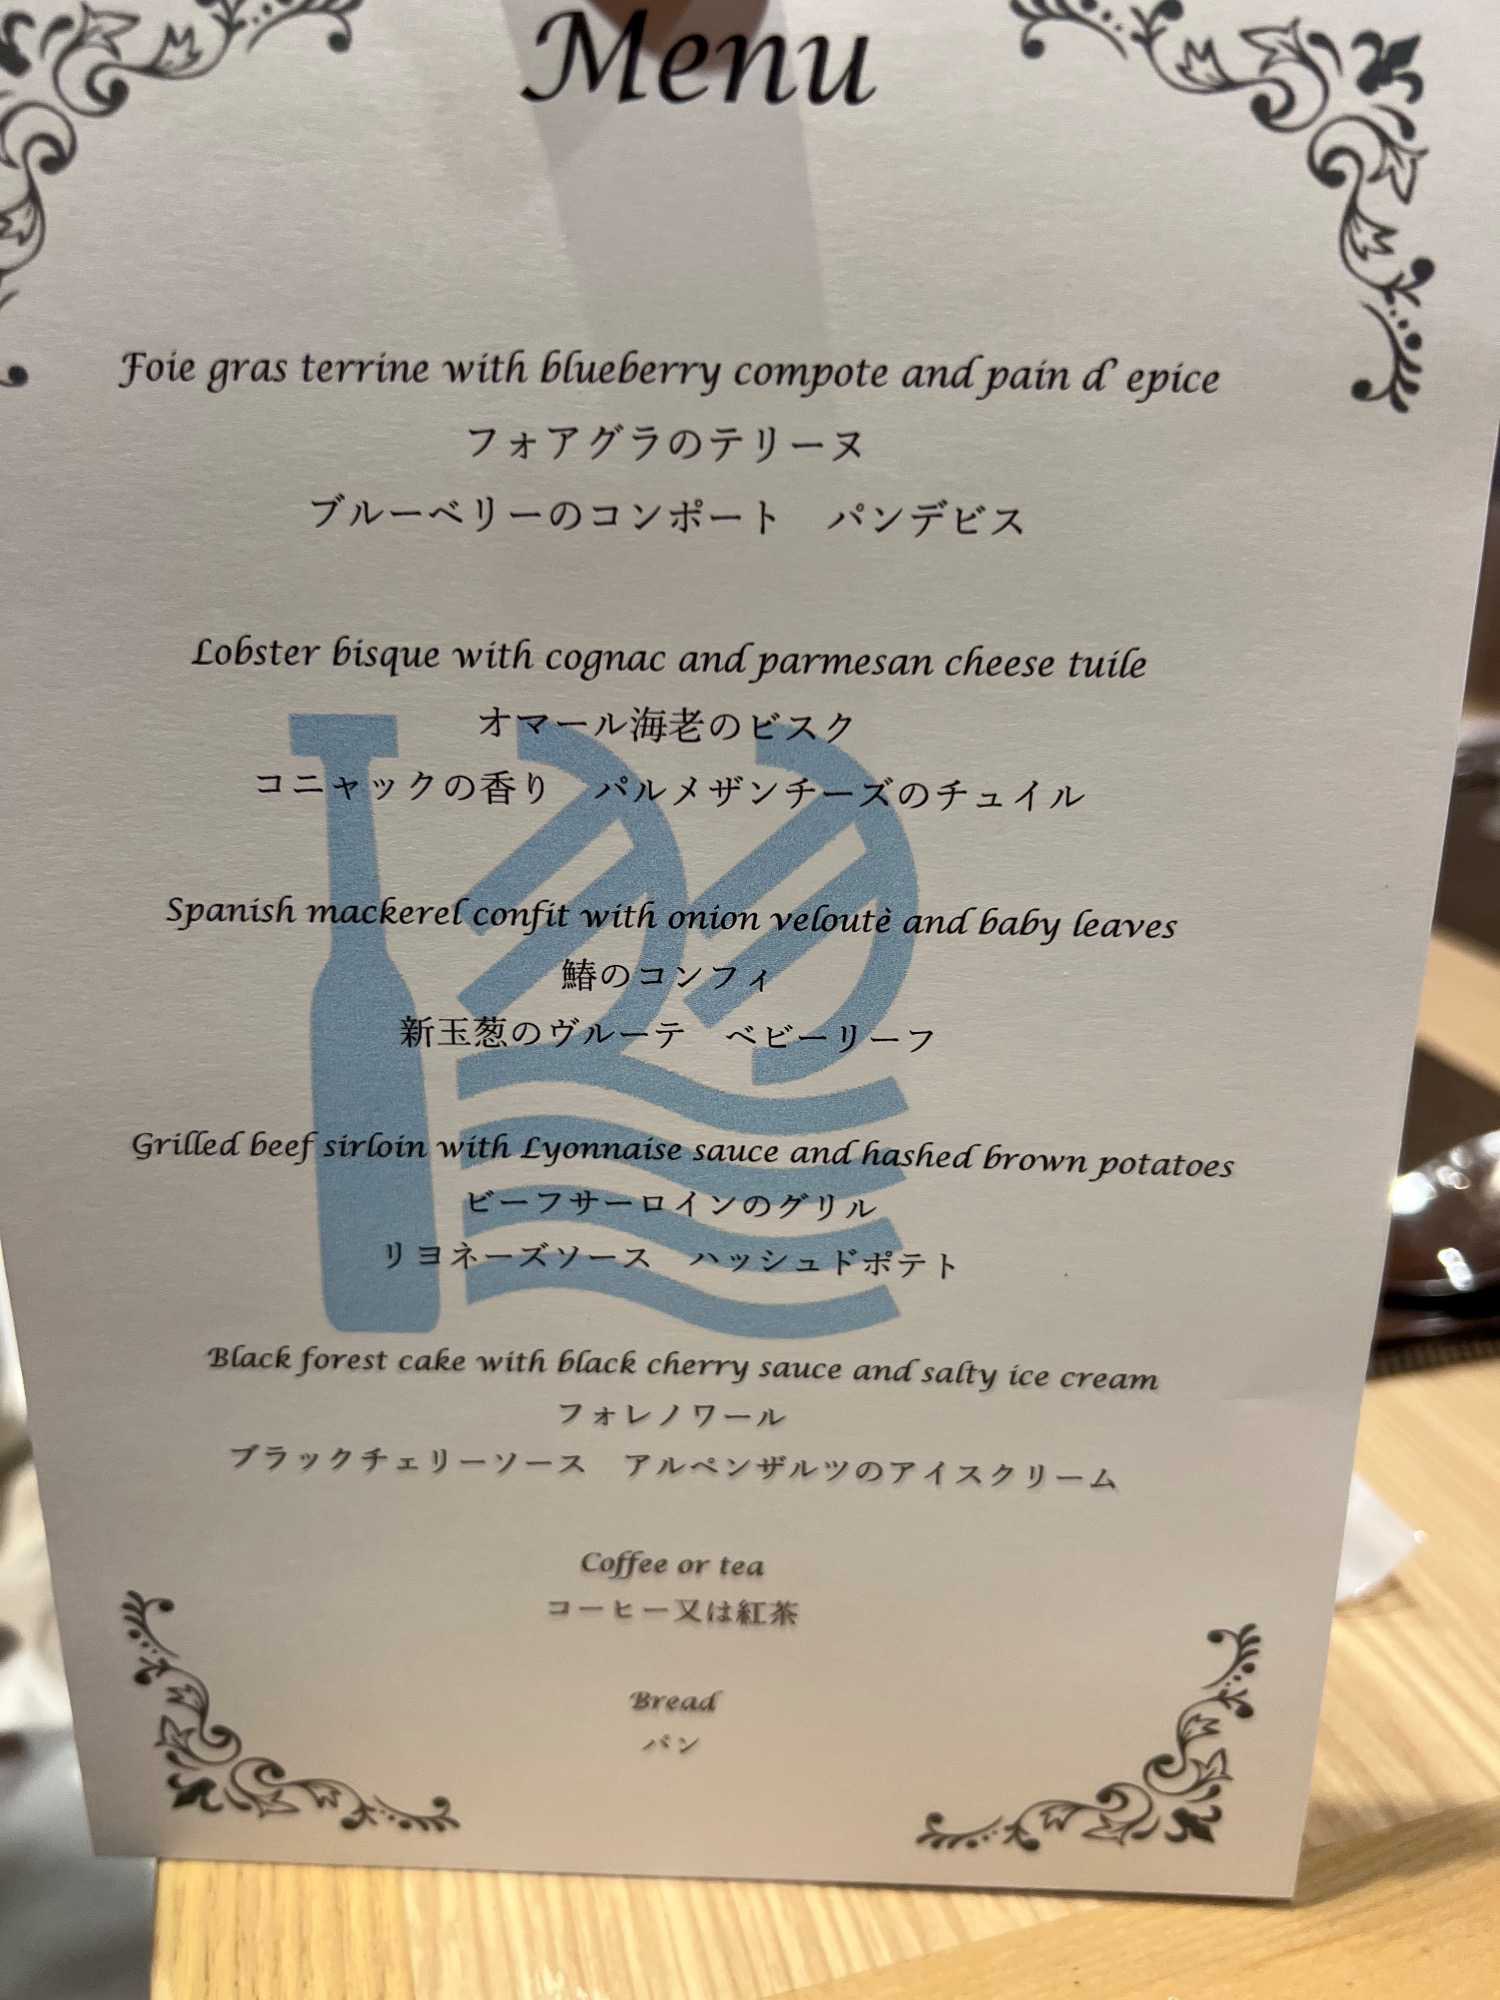 Menu
Foie gras terrine with blueberry compote and pain d' epice
フォアグラのテリーヌ
ブルーベリーのコンポート　パンデピス
Lobster bisque with cognac and parmesan cheese tuile
オマール海老のビスク
コニャックの香り　パルメザンチーズのチュイル
Spanish mackerel confit with onion veloutè and baby leaves
鰆のコンフィ
新玉葱のヴルーテ　ベビーリーフ
Grilled beef sirloin with Lyonnaise sauce and hashed brown potatoes
ビーフサーロインのグリル
リヨネーズソース　ハッシュドポテト
Black forest cake with black cherry sauce and salty ice cream
フォレノワール
ブラックチェリーソース　アルペンザルツのアイスクリーム
Coffee or tea
コーヒー又は紅茶
Bread
パン